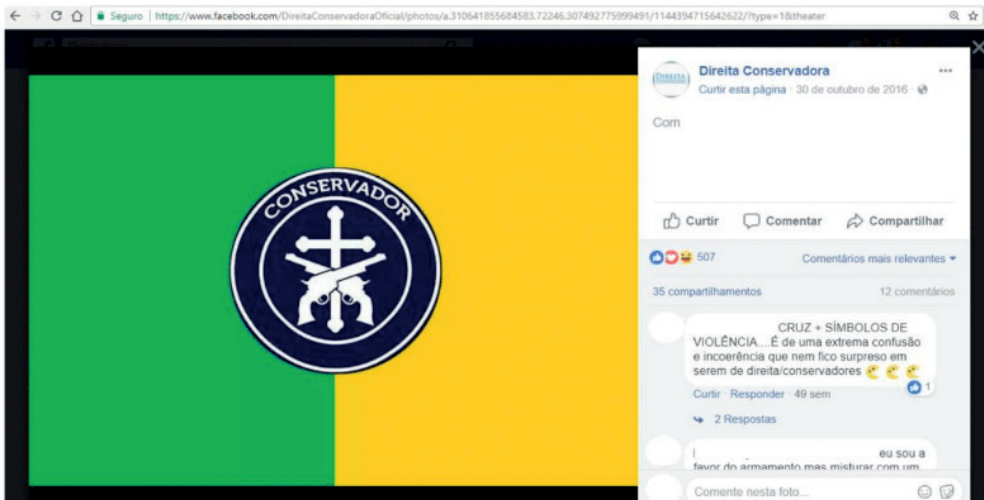 Seguro | https://www.facebook.com/DireitaConservadoraOficial/photos/a.310641855684583.72246.307492775999491/1144394715642622/?type=1&theater
CONSERVADOR
DIREITA
Direita Conservadora
Curtir esta página · 30 de outubro de 2016 ·
Com
Curtir Comentar Compartilhar
507 Comentários mais relevantes
35 compartilhamentos 12 comentários
CRUZ + SÍMBOLOS DE
VIOLÊNCIA....É de uma extrema confusão
e incoerência que nem fico surpreso em
serem de direita/conservadores
1
Curtir · Responder · 49 sem
2 Respostas
eu sou a
favor do armamento mas misturar com um
Comente nesta foto...